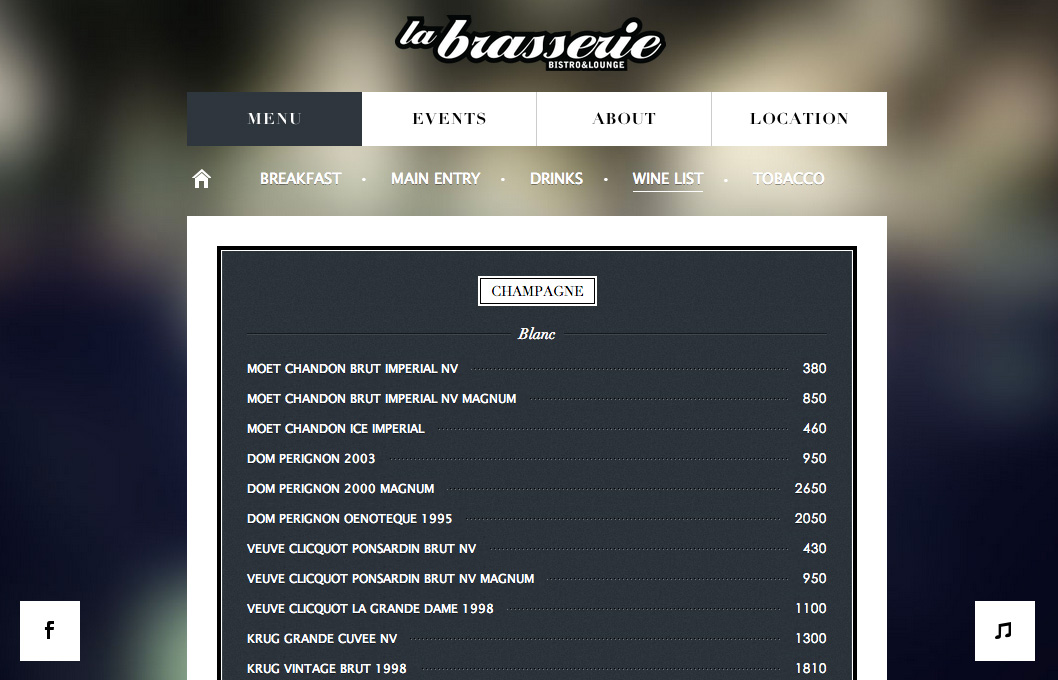 la brasserie
BISTRO&LOUNGE
MENU EVENTS ABOUT LOCATION
BREAKFAST • MAIN ENTRY • DRINKS • WINE LIST • TOBACCO
CHAMPAGNE
Blanc
MOET CHANDON BRUT IMPERIAL NV 380
MOET CHANDON BRUT IMPERIAL NV MAGNUM 850
MOET CHANDON ICE IMPERIAL 460
DOM PERIGNON 2003 950
DOM PERIGNON 2000 MAGNUM 2650
DOM PERIGNON OENOTEQUE 1995 2050
VEUVE CLICQUOT PONSARDIN BRUT NV 430
VEUVE CLICQUOT PONSARDIN BRUT NV MAGNUM 950
VEUVE CLICQUOT LA GRANDE DAME 1998 1100
KRUG GRANDE CUVEE NV 1300
KRUG VINTAGE BRUT 1998 1810
f